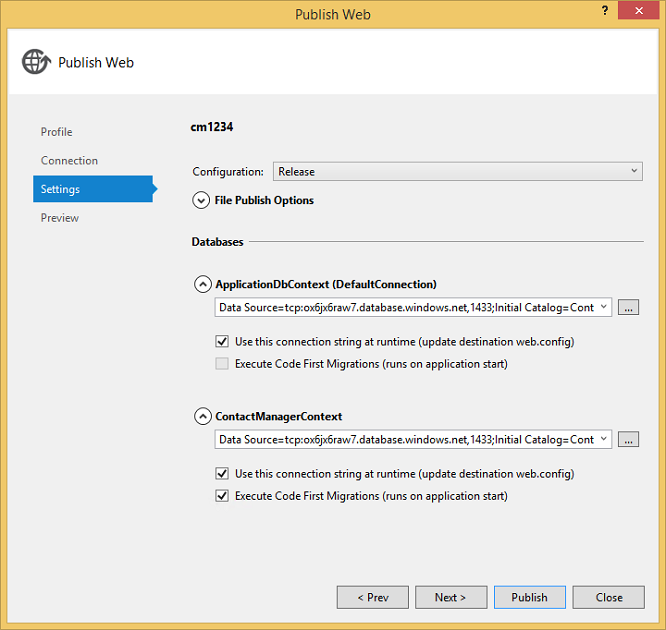 Publish Web
?
Publish Web
Profile
Connection
Settings
Preview
cm1234
Configuration: Release
File Publish Options
Databases
ApplicationDbContext (DefaultConnection)
Data Source=tcp:ox6jx6raw7.database.windows.net,1433;Initial Catalog=Cont
...
Use this connection string at runtime (update destination web.config)
Execute Code First Migrations (runs on application start)
ContactManagerContext
Data Source=tcp:ox6jx6raw7.database.windows.net,1433;Initial Catalog=Cont
...
Use this connection string at runtime (update destination web.config)
Execute Code First Migrations (runs on application start)
< Prev Next > Publish Close